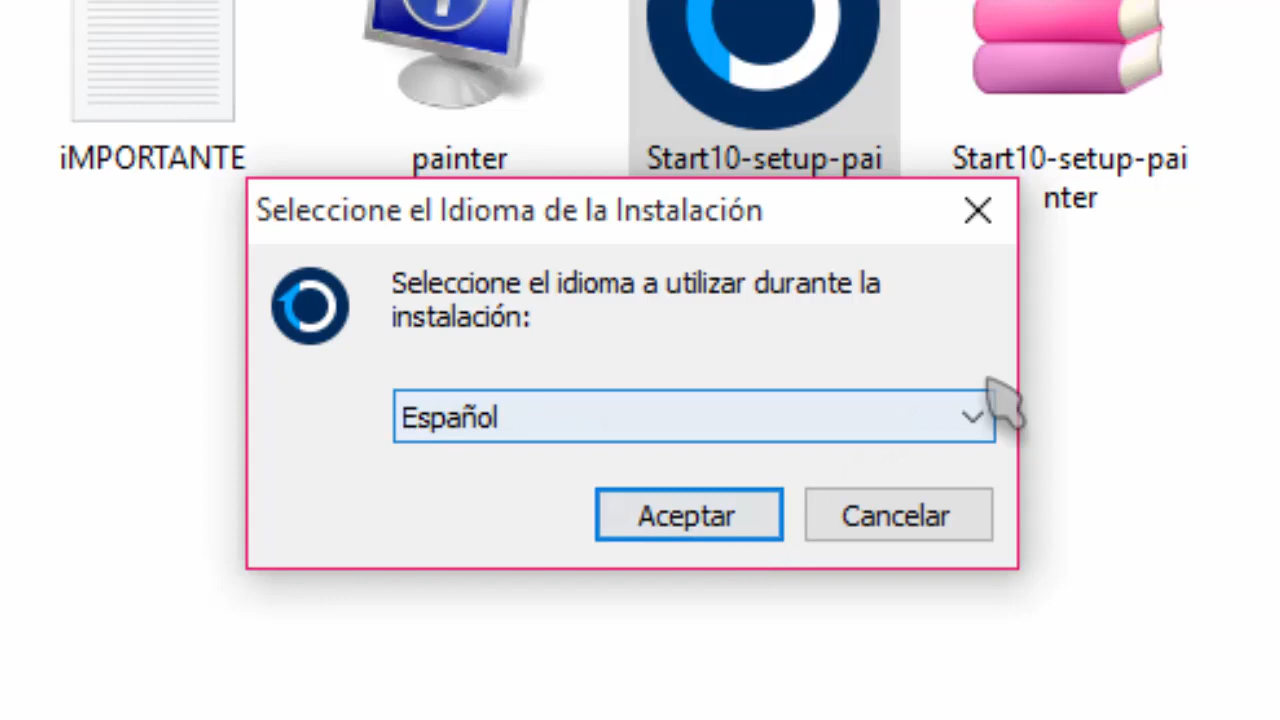 iMPORTANTE
painter
Start10-setup-pai
Start10-setup-pai
nter
Seleccione el Idioma de la Instalación
Seleccione el idioma a utilizar durante la
instalación:
Español
Aceptar
Cancelar